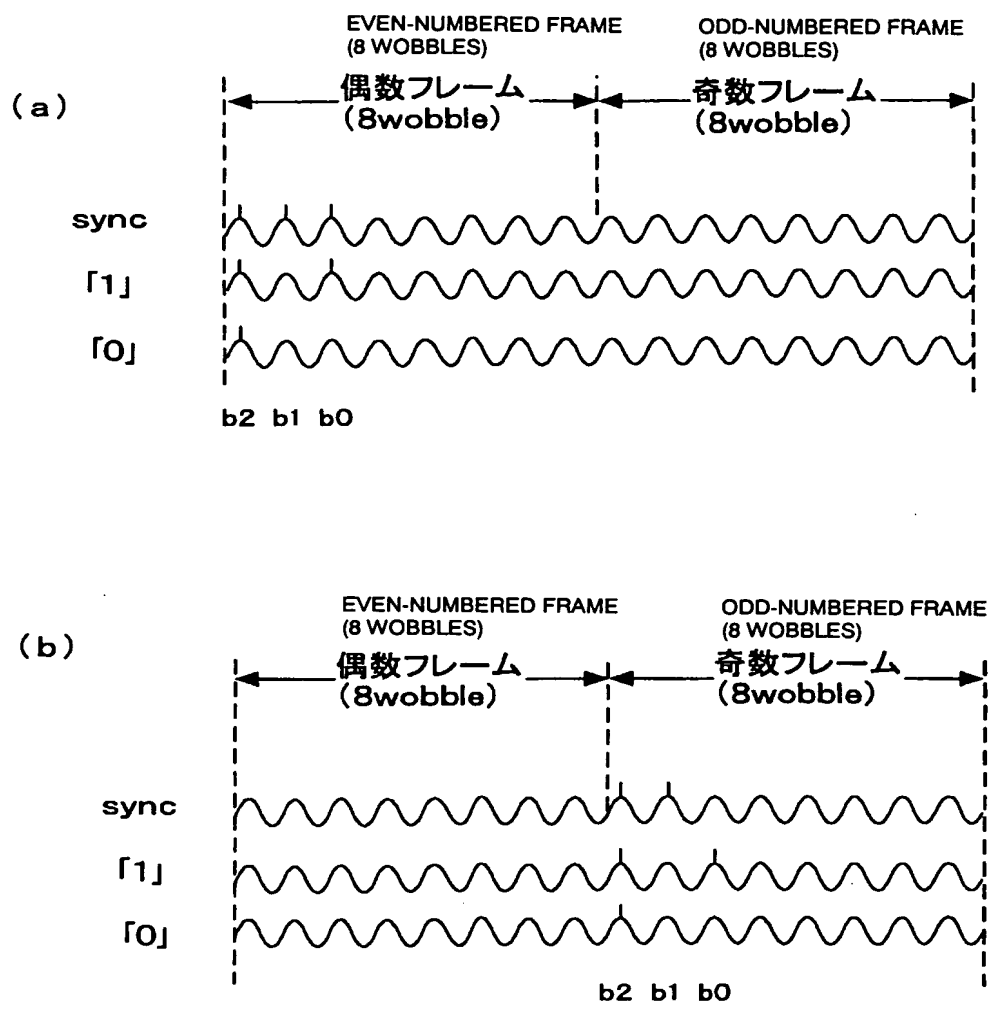 EVEN-NUMBERED FRAME
(8 WOBBLES)
ODD-NUMBERED FRAME
(8 WOBBLES)
(a)
偶数フレーム
(8wobble)
奇数フレーム
(8wobble)
sync
「1」
「0」
b2 b1 b0
EVEN-NUMBERED FRAME
(8 WOBBLES)
ODD-NUMBERED FRAME
(8 WOBBLES)
(b)
偶数フレーム
(8wobble)
奇数フレーム
(8wobble)
sync
「1」
「0」
b2 b1 b0